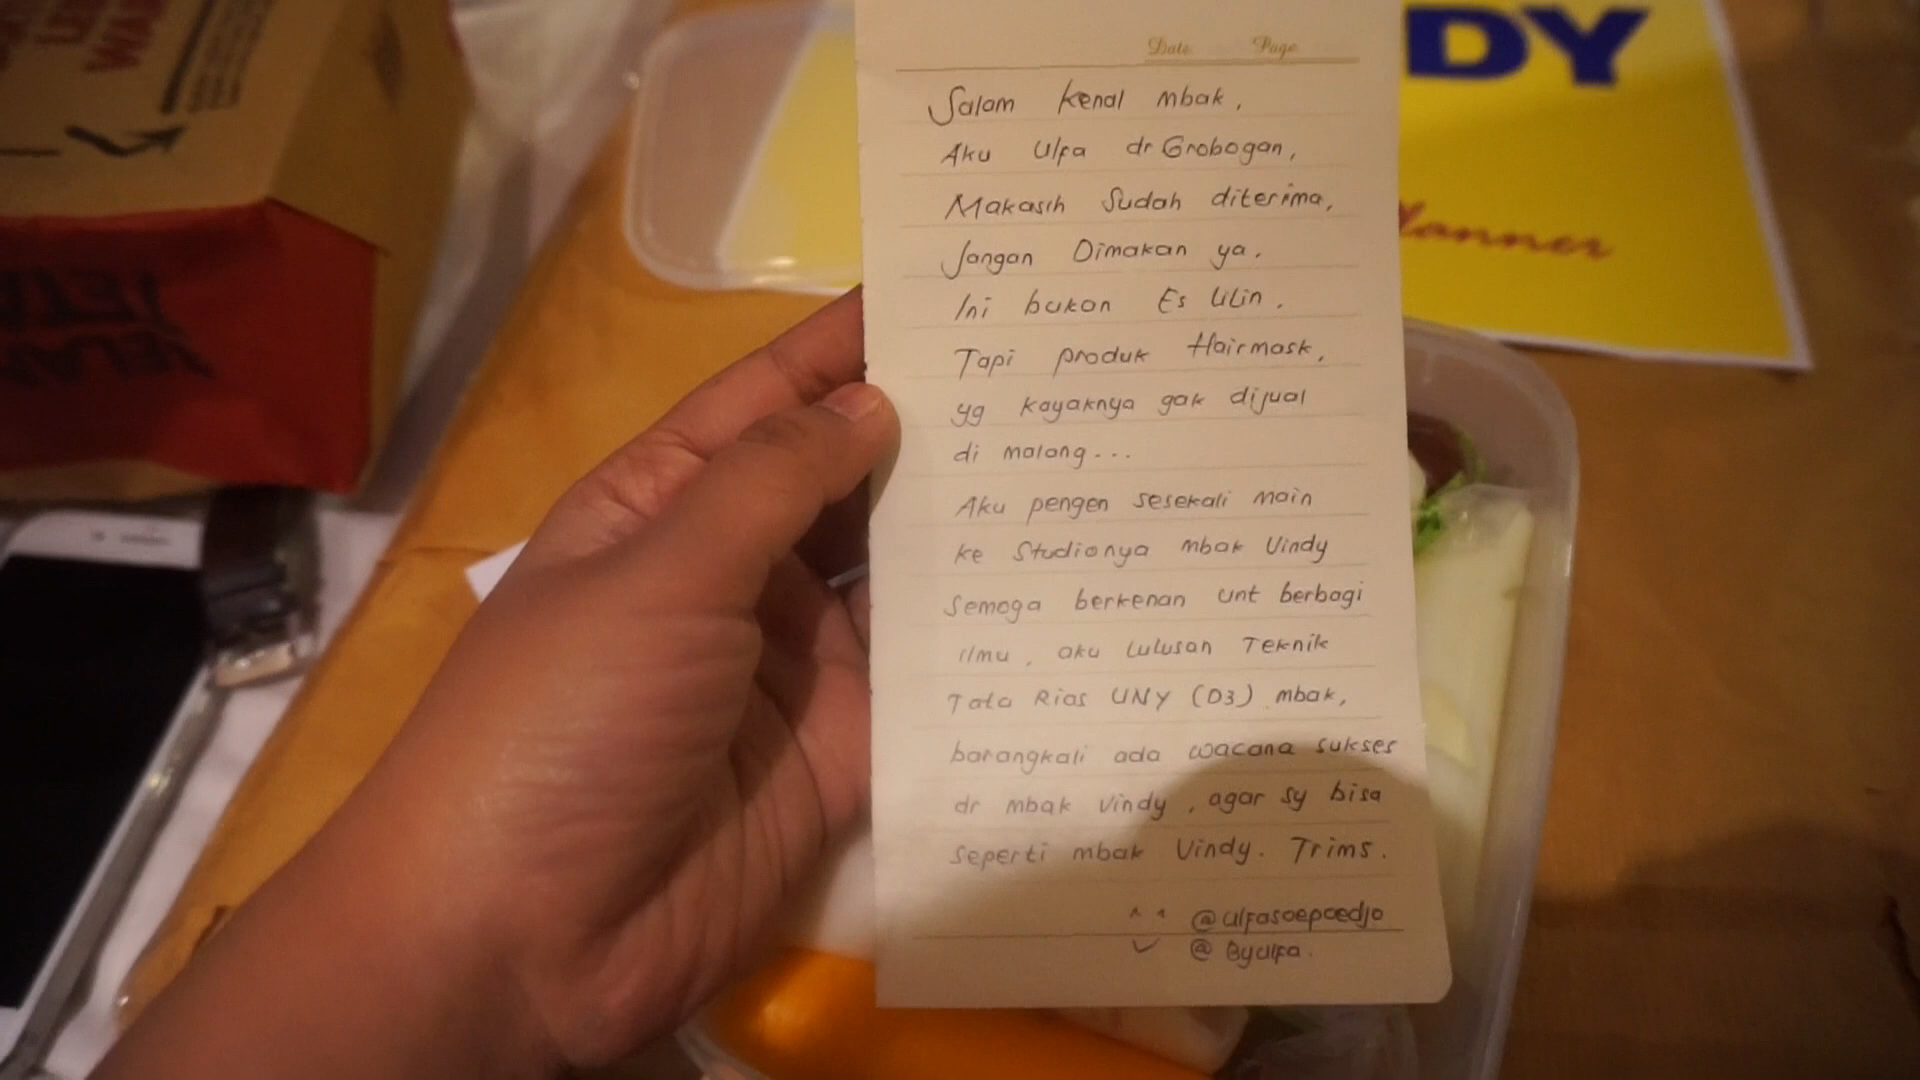 DY
lanner
Date Page
Salam kenal mbak,
Aku Ulfa dr Grobogan,
Makasih Sudah diterima,
Jangan Dimakan ya.
Ini bukan Es Lilin.
Tapi produk Hairmask,
yg kayaknya gak dijual
di malang...
Aku pengen sesekali main
ke Studionya mbak Vindy
Semoga berkenan unt berbagi
ilmu, aku lulusan Teknik
Tata Rias UNY (D3) mbak,
barangkali ada wacana sukses
dr mbak Vindy, agar sy bisa
seperti mbak Vindy. Trims.
@ulfasoepoedjo
@Byulfa.